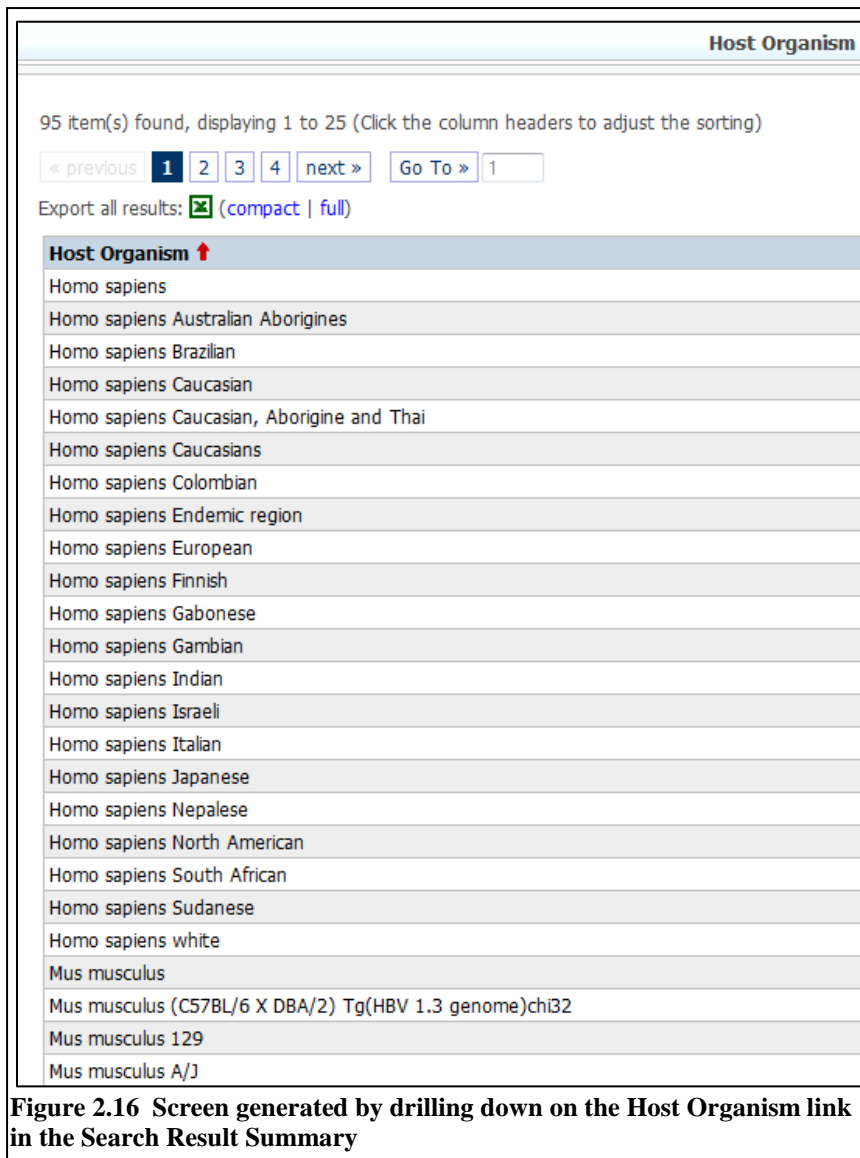 Host Organism
95 item(s) found, displaying 1 to 25 (Click the column headers to adjust the sorting)
« previous 1 2 3 4 next » Go To » 1
Export all results: (compact | full)
Host Organism
Homo sapiens
Homo sapiens Australian Aborigines
Homo sapiens Brazilian
Homo sapiens Caucasian
Homo sapiens Caucasian, Aborigine and Thai
Homo sapiens Caucasians
Homo sapiens Colombian
Homo sapiens Endemic region
Homo sapiens European
Homo sapiens Finnish
Homo sapiens Gabonese
Homo sapiens Gambian
Homo sapiens Indian
Homo sapiens Israeli
Homo sapiens Italian
Homo sapiens Japanese
Homo sapiens Nepalese
Homo sapiens North American
Homo sapiens South African
Homo sapiens Sudanese
Homo sapiens white
Mus musculus
Mus musculus (C57BL/6 X DBA/2) Tg(HBV 1.3 genome)chi32
Mus musculus 129
Mus musculus A/J
Figure 2.16 Screen generated by drilling down on the Host Organism link
in the Search Result Summary